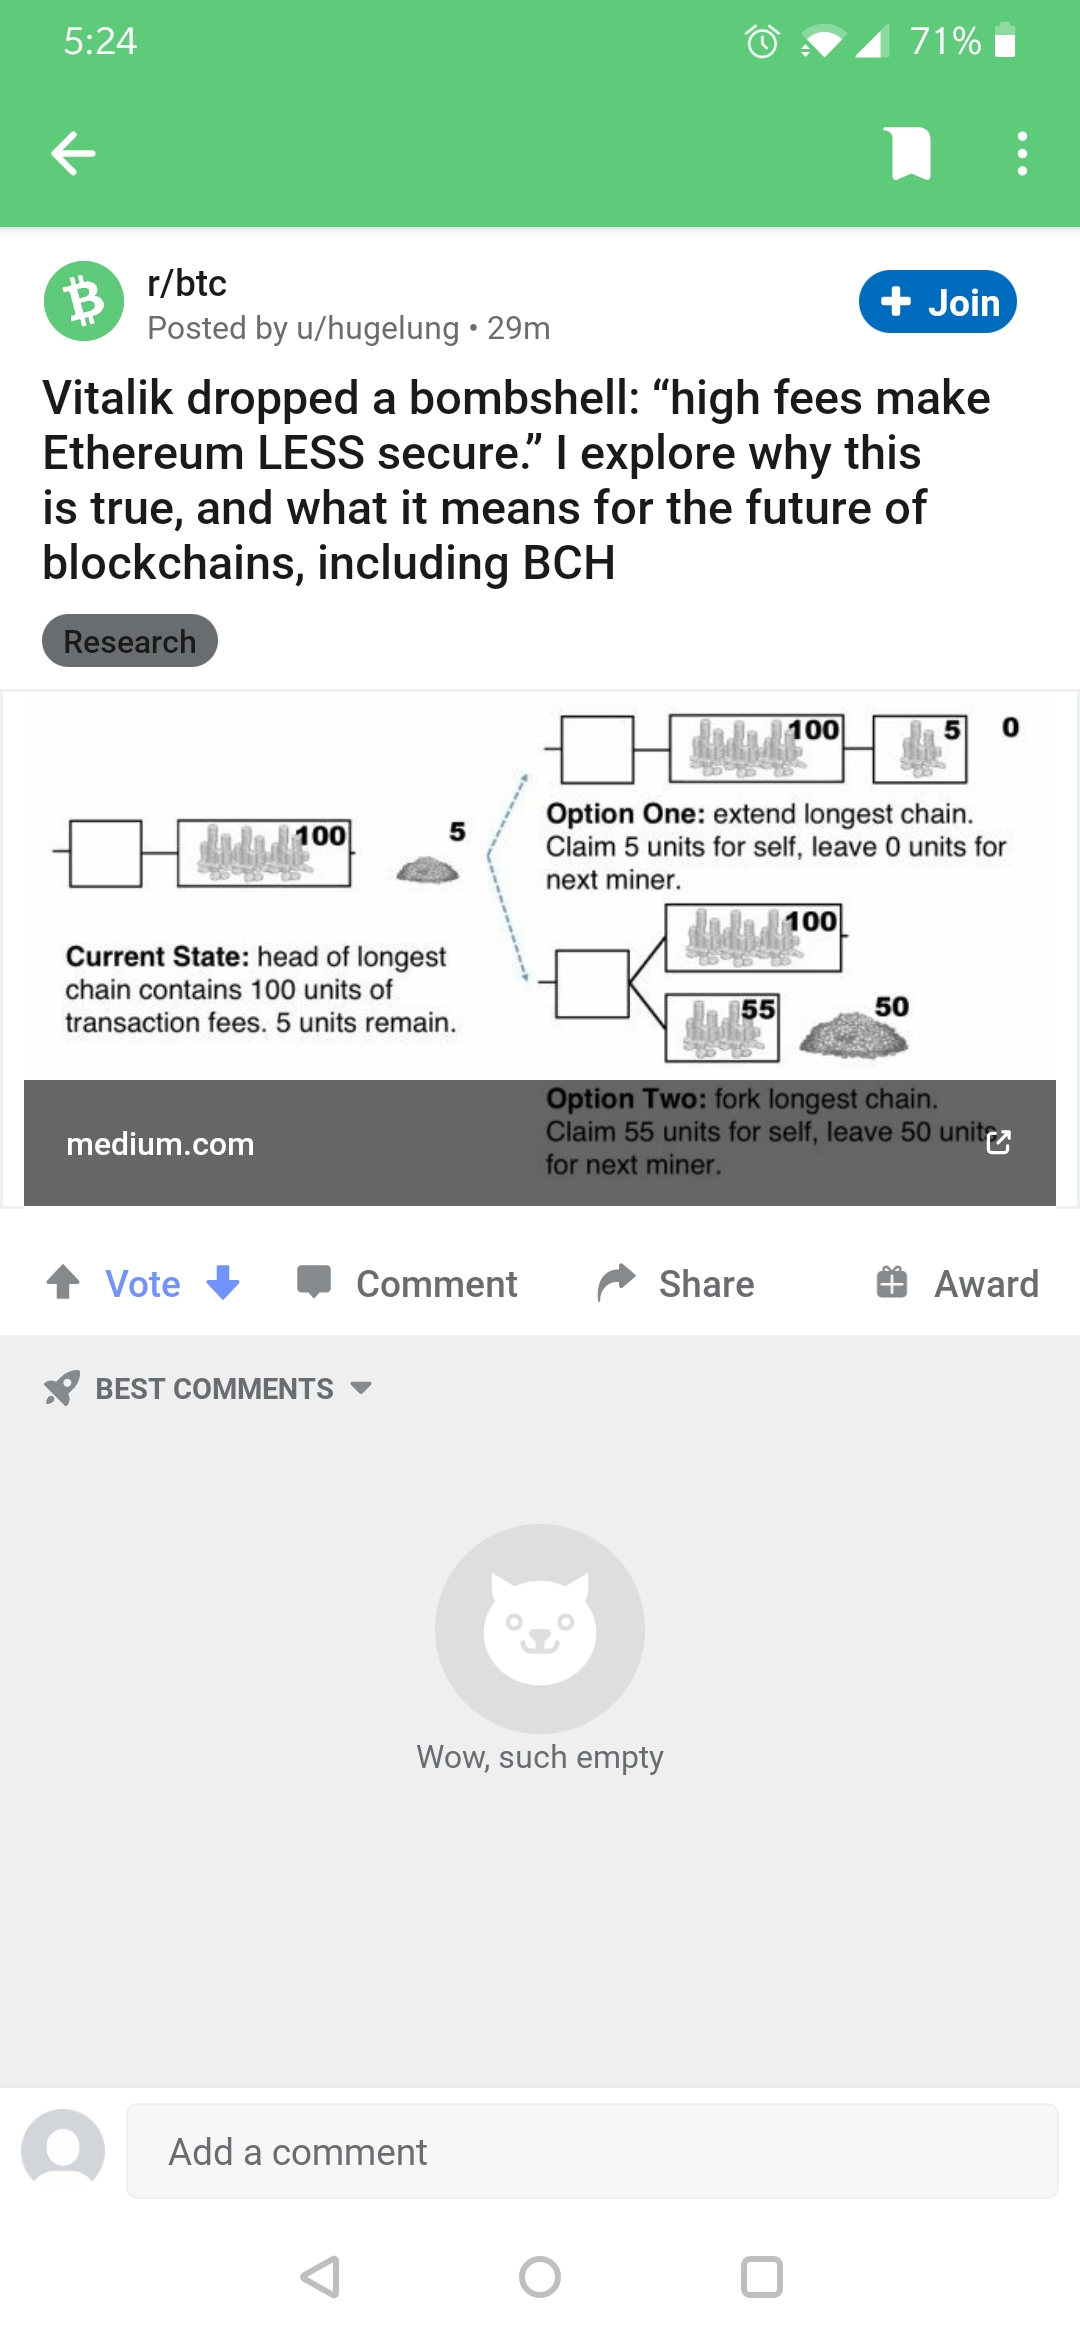 5:24
71%
r/btc
Posted by u/hugelung • 29m
+ Join
Vitalik dropped a bombshell: “high fees make
Ethereum LESS secure.” I explore why this
is true, and what it means for the future of
blockchains, including BCH
Research
100
5
Current State: head of longest
chain contains 100 units of
transaction fees. 5 units remain.
100
5
0
Option One: extend longest chain.
Claim 5 units for self, leave 0 units for
next miner.
100
55
50
Option Two: fork longest chain.
Claim 55 units for self, leave 50 units
for next miner.
medium.com
Vote
Comment
Share
Award
BEST COMMENTS
Wow, such empty
Add a comment